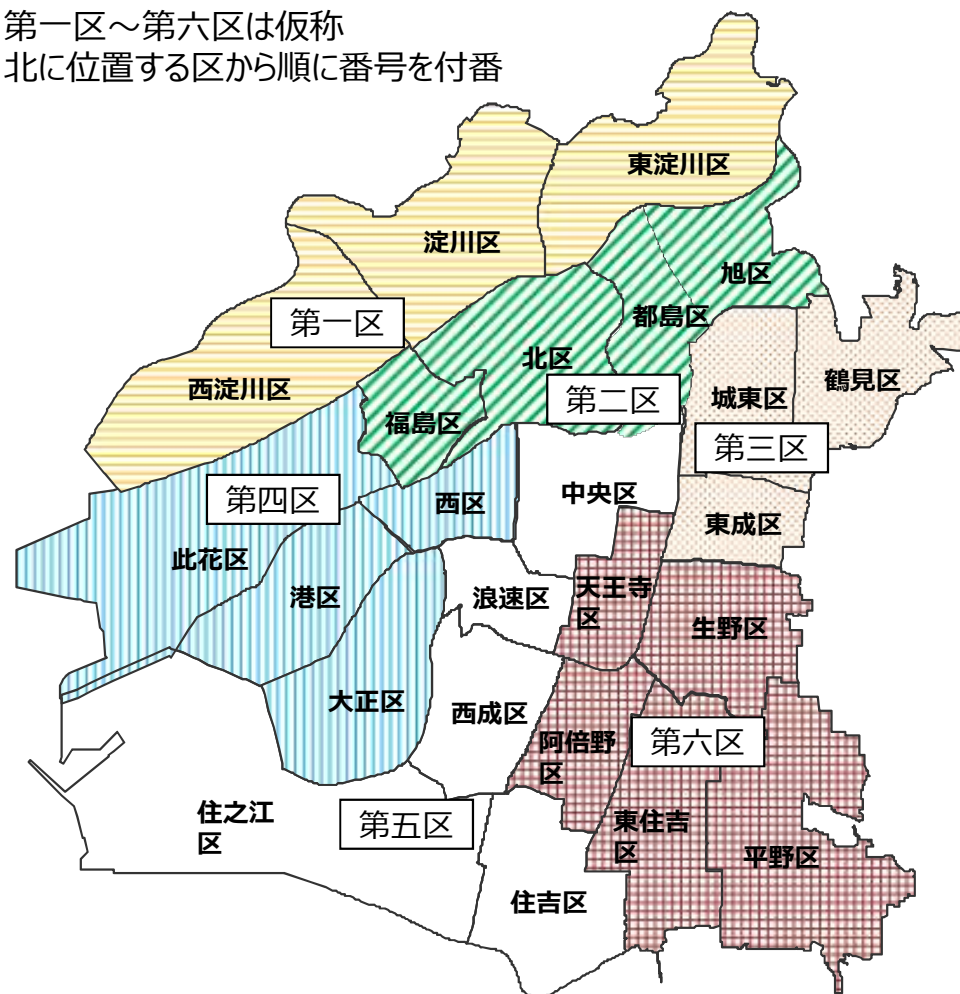 第一区~第六区は仮称
北に位置する区から順に番号を付番
東淀川区
淀川区
旭区
第一区
都島区
北区
鶴見区
西淀川区
第二区
城東区
福島区
第三区
第四区
西区
中央区
東成区
此花区
港区
浪速区
天王寺
区
生野区
大正区
西成区
阿倍野
区
第六区
住之江
区
第五区
東住吉
区
平野区
住吉区